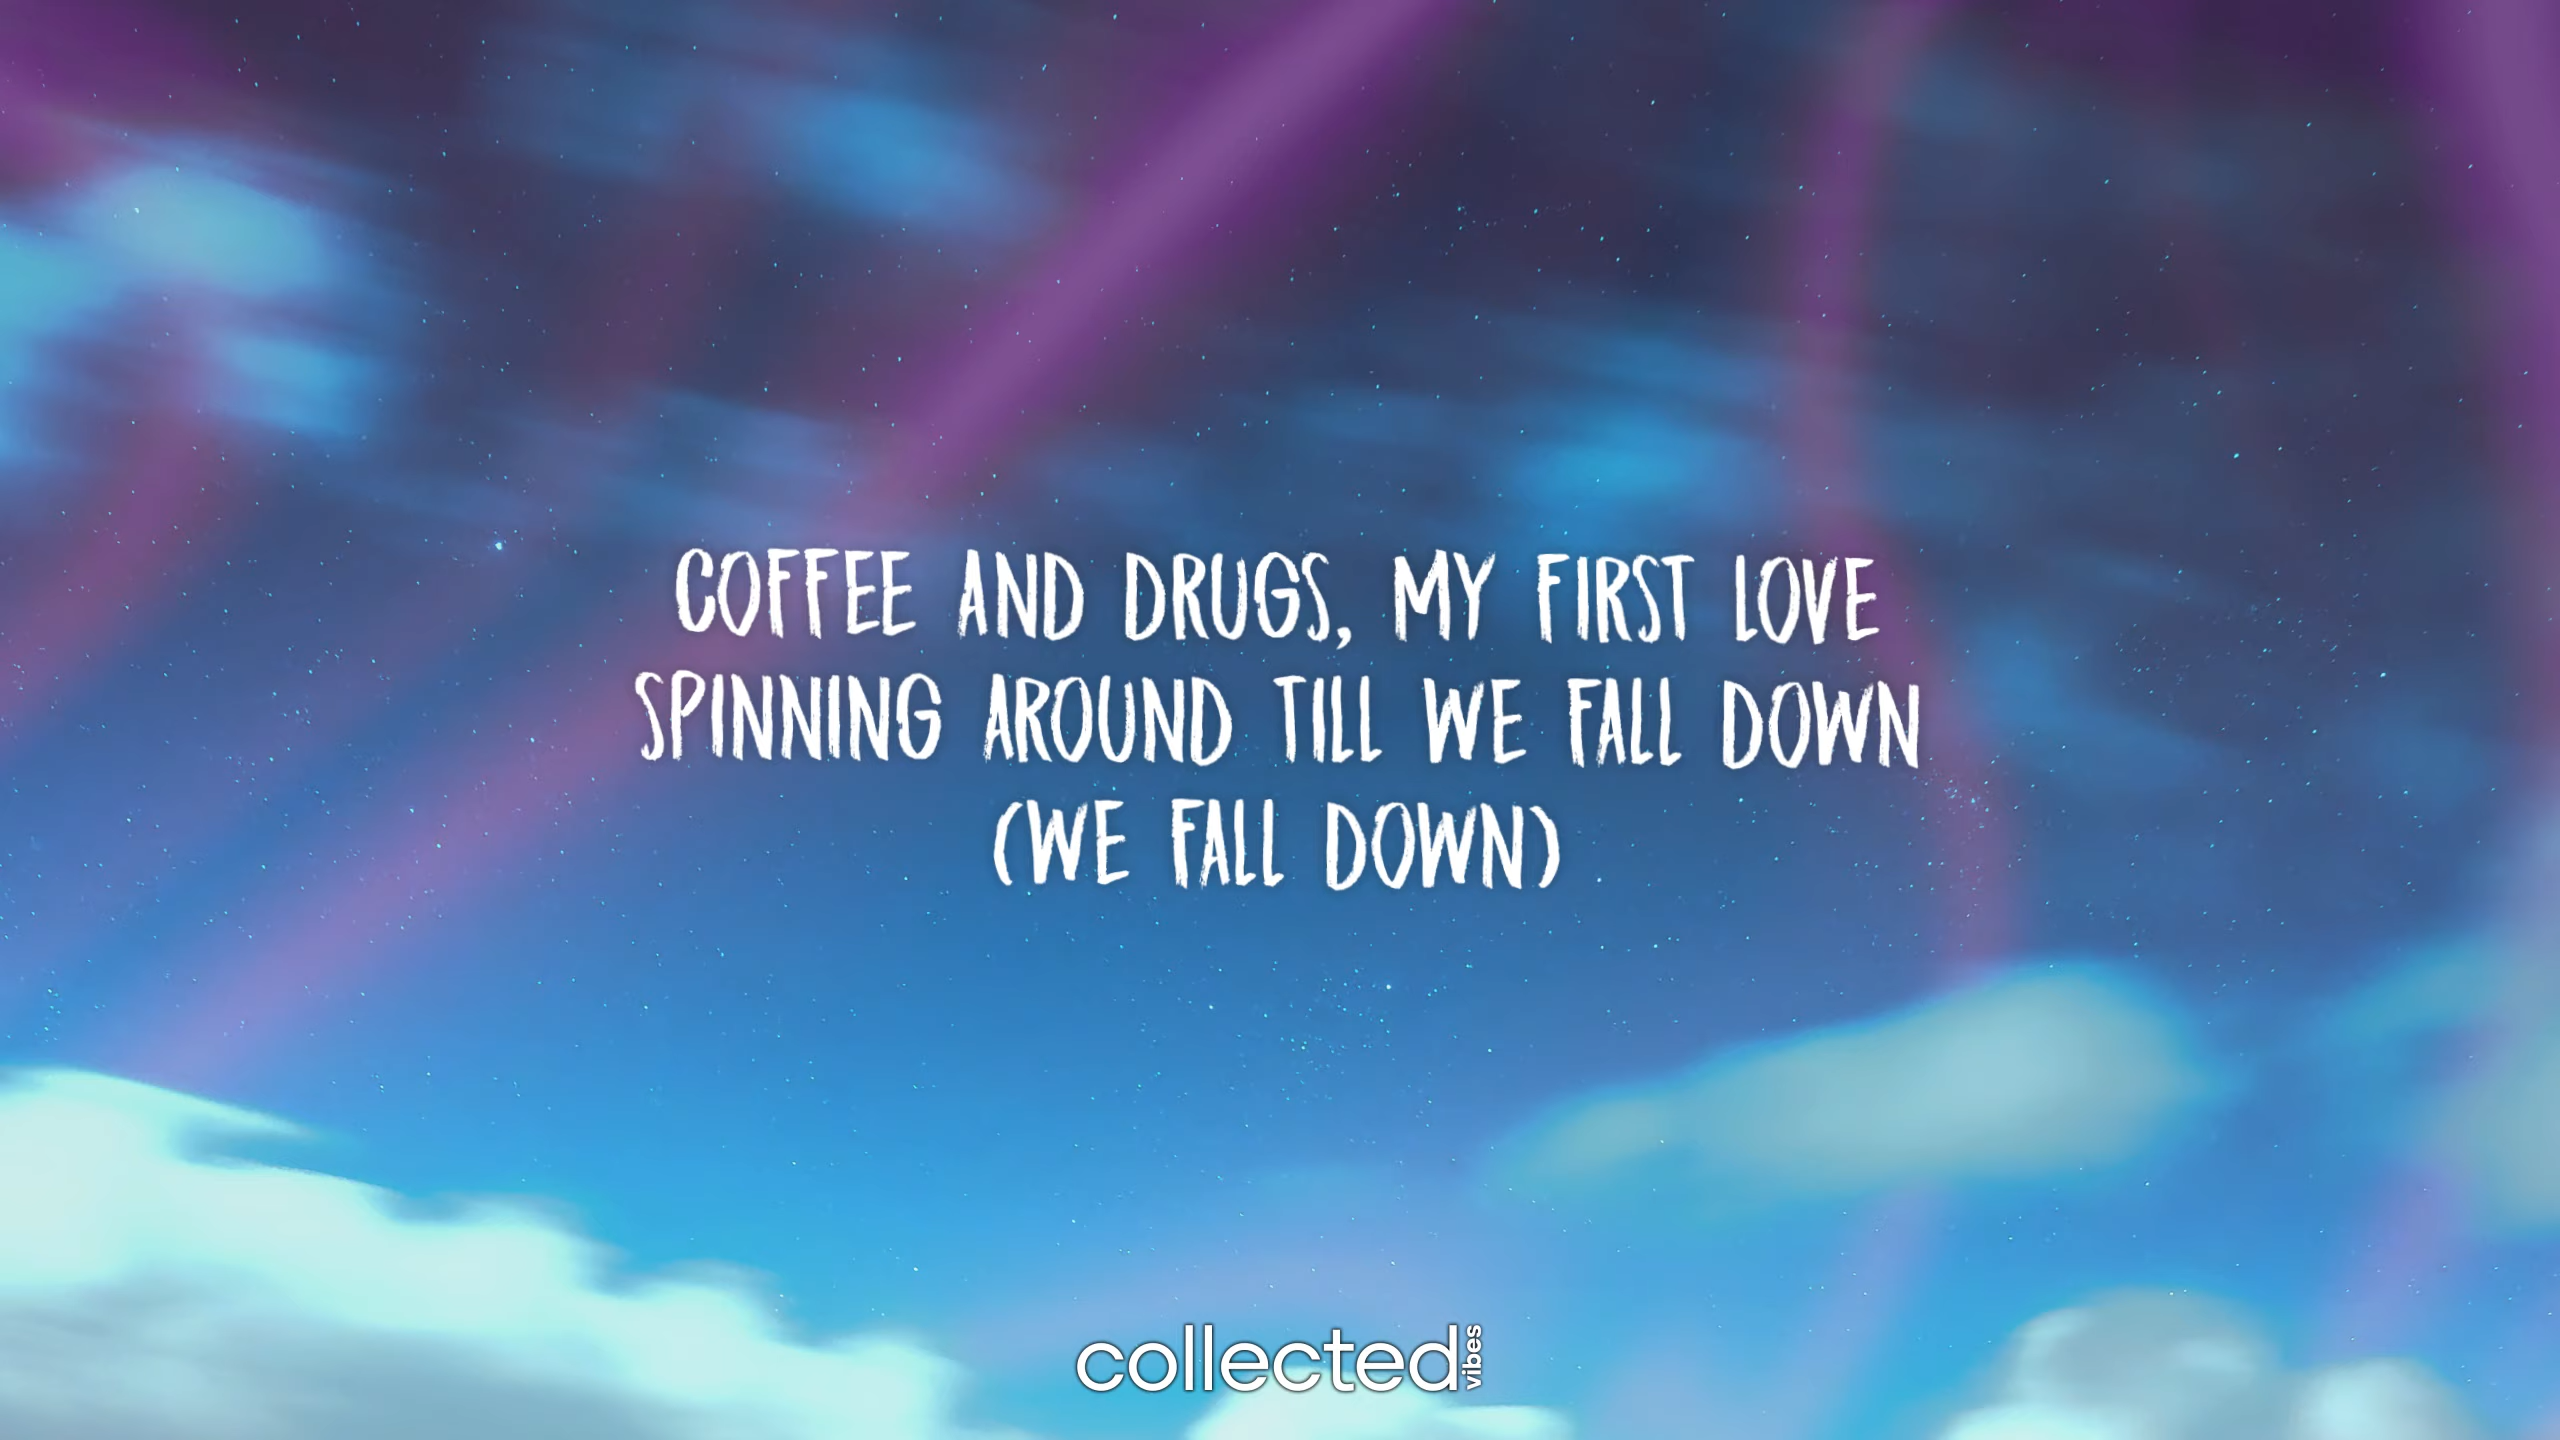 COFFEE AND DRUGS, MY FIRST LOVE
SPINNING AROUND TILL WE FALL DOWN
(WE FALL DOWN)
collected vibes